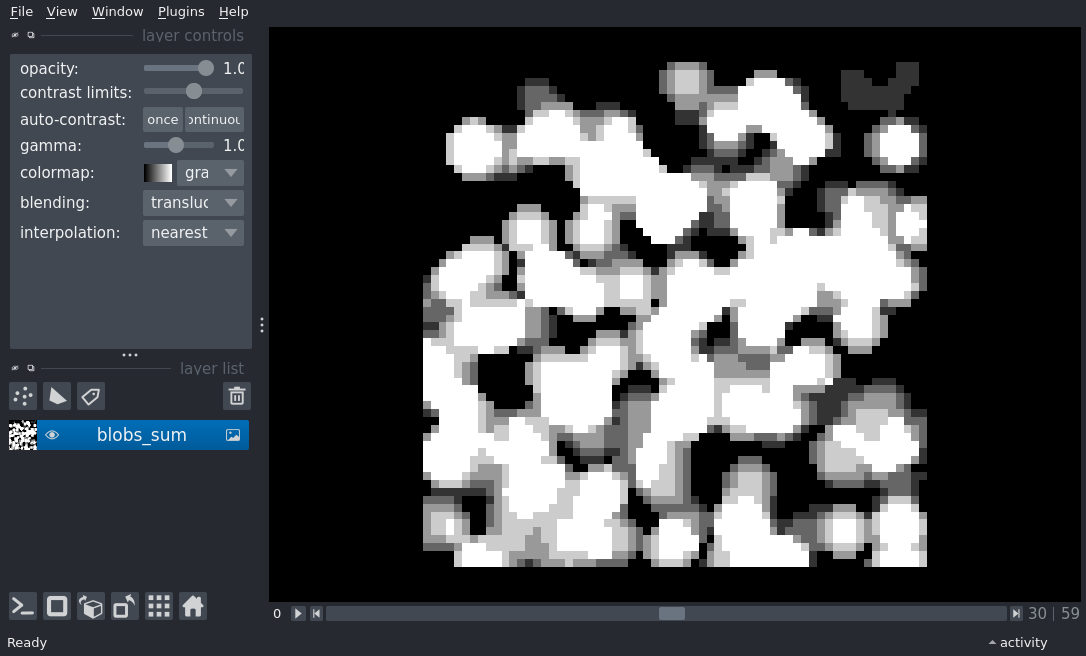 File View Window Plugins Help
layer controls
opacity: 1.0
contrast limits:
auto-contrast: once ontinuou
gamma: 1.0
colormap: gra
blending: transluc
interpolation: nearest
layer list
blobs_sum
0 30 | 59
Ready activity